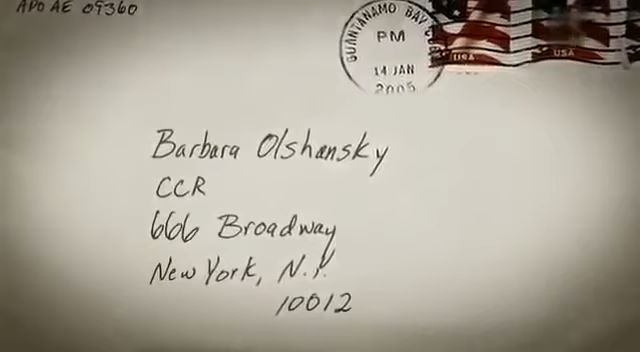 APO AE 09360
GUANTANAMO BAY CUBA
PM
14 JAN
2005
USA
USA
Barbara Olshansky
CCR
666 Broadway
New York, N.Y.
10012